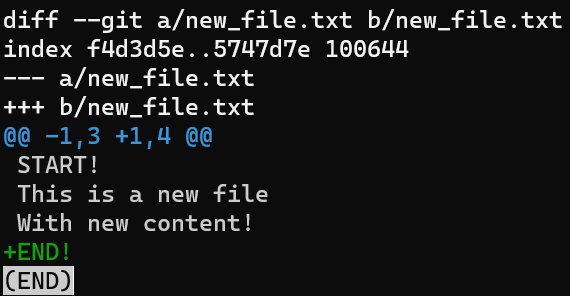 diff --git a/new_file.txt b/new_file.txt
index f4d3d5e..5747d7e 100644
--- a/new_file.txt
+++ b/new_file.txt
@@ -1,3 +1,4 @@
 START!
 This is a new file
 With new content!
+END!
(END)